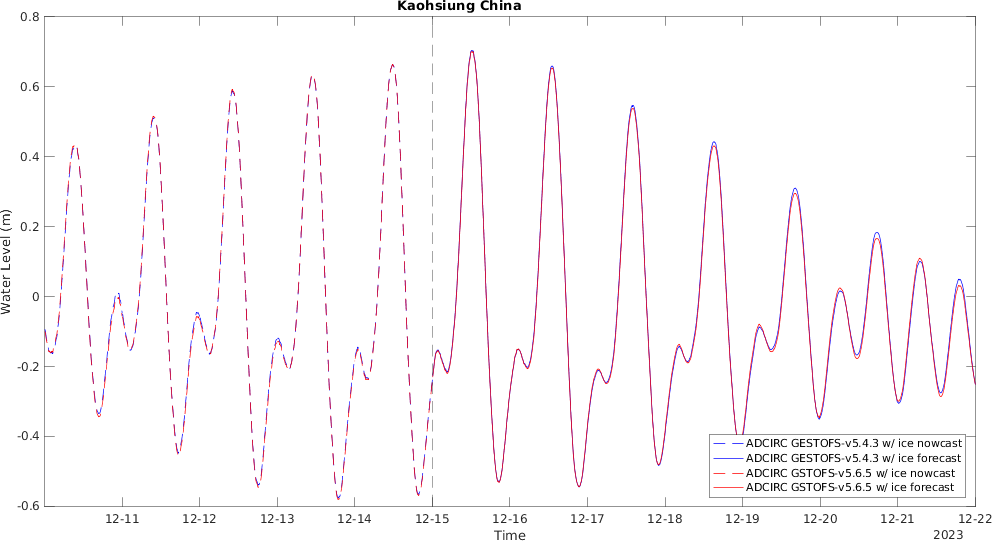 Kaohsiung China
0.8
0.6
0.4
0.2
0
-0.2
-0.4
-0.6
Water Level (m)
12-11 12-12 12-13 12-14 12-15 12-16 12-17 12-18 12-19 12-20 12-21 12-22
Time
2023
ADCIRC GESTOFS-v5.4.3 w/ ice nowcast
ADCIRC GESTOFS-v5.4.3 w/ ice forecast
ADCIRC GSTOFS-v5.6.5 w/ ice nowcast
ADCIRC GSTOFS-v5.6.5 w/ ice forecast